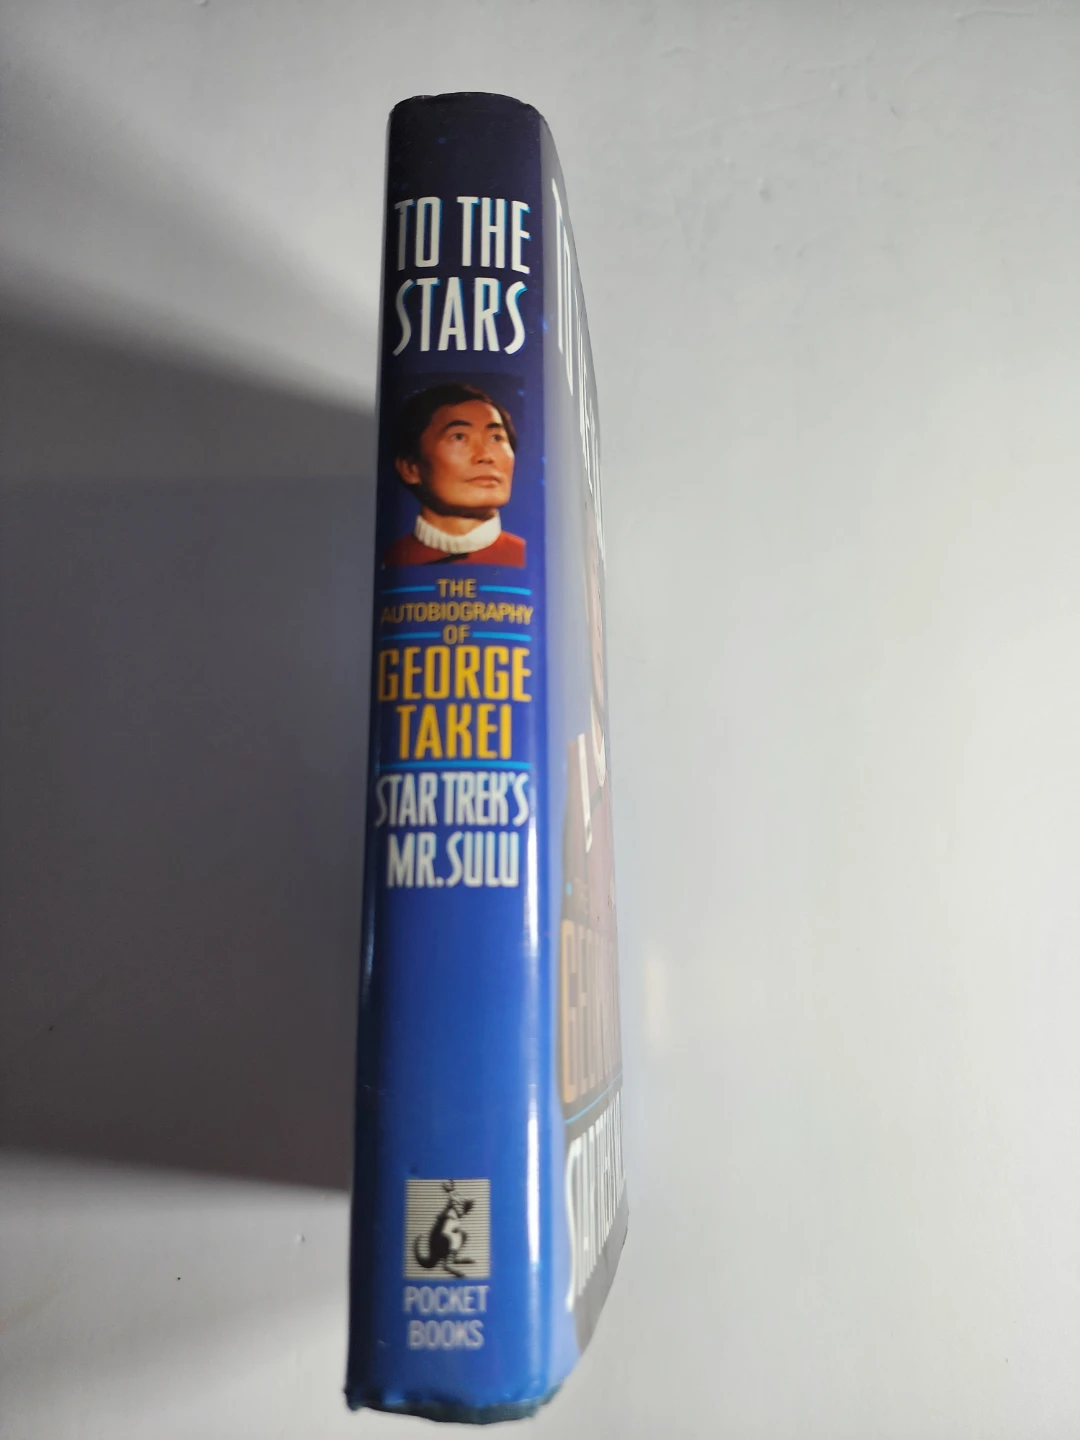 TO THE
STARS
THE
AUTOBIOGRAPHY
OF
GEORGE
TAKEI
STAR TREK'S
MR. SULU
POCKET
BOOKS